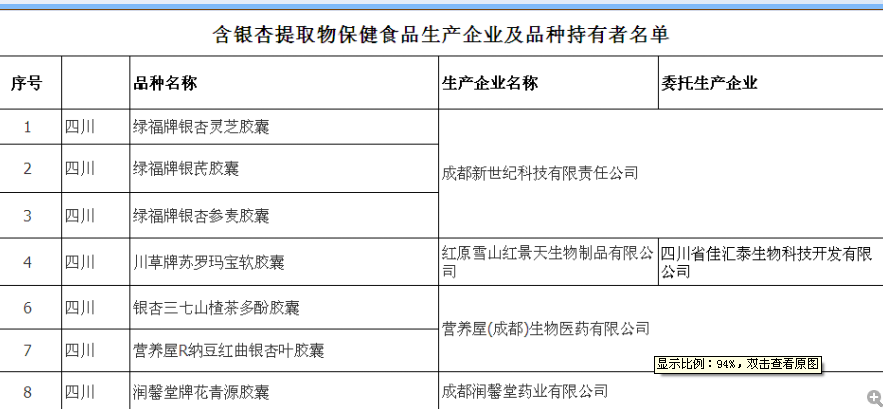 含银杏提取物保健食品生产企业及品种持有者名单
序号 品种名称 生产企业名称 委托生产企业
1 四川 绿福牌银杏灵芝胶囊
2 四川 绿福牌银芪胶囊 成都新世纪科技有限责任公司
3 四川 绿福牌银杏参麦胶囊
4 四川 川草牌苏罗玛宝软胶囊 红原雪山红景天生物制品有限公 四川省佳汇泰生物科技开发有限
司 公司
6 四川 银杏三七山楂茶多酚胶囊
营养屋(成都)生物医药有限公司
7 四川 营养屋R纳豆红曲银杏叶胶囊
显示比例：94%，双击查看原图
8 四川 润馨堂牌花青源胶囊 成都润馨堂药业有限公司